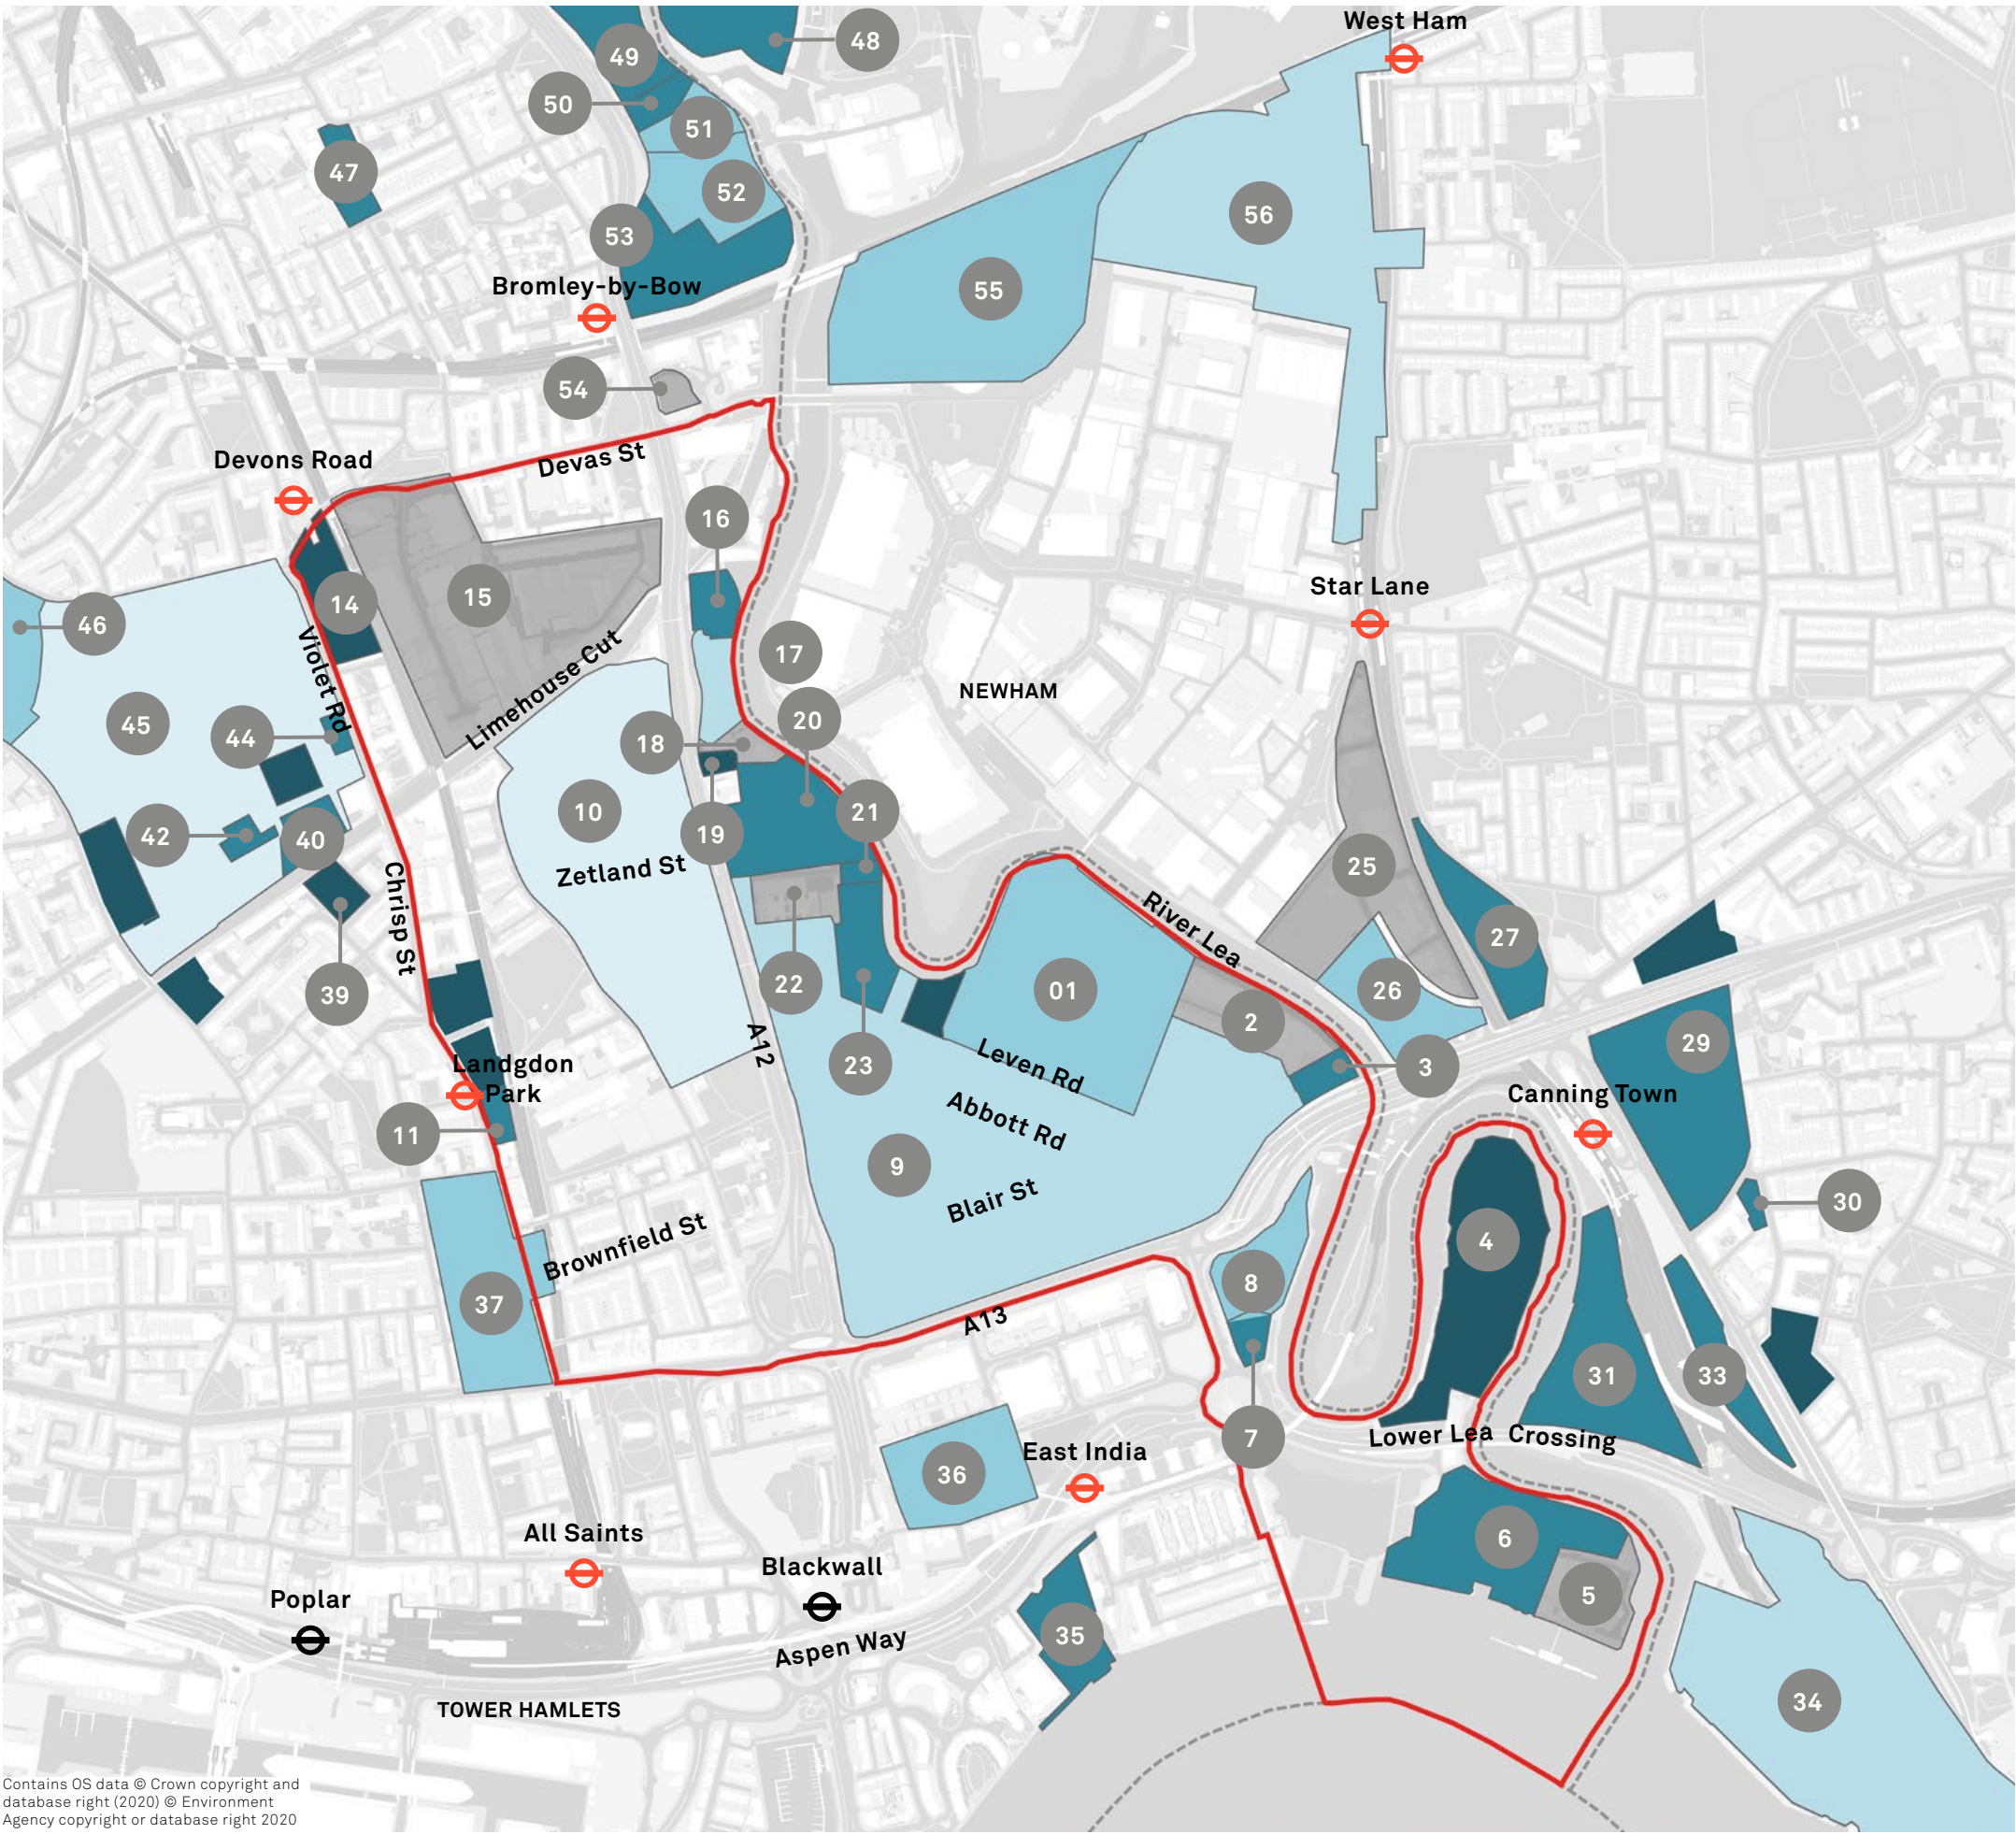 West Ham
48
49
50
51
47
52
56
53
Bromley-by-Bow
55
54
Devas St
Devons Road
16
Star Lane
14
15
46
Violet Rd
Limehouse Cut
17
NEWHAM
20
45
44
18
10
21
42
40
19
Zetland St
25
Chrisp St
River Lea
27
39
22
01
26
2
29
A12
Leven Rd
23
3
Landgdon
Park
Canning Town
Abbott Rd
11
9
Blair St
30
Brownfield St
4
8
37
A13
31
33
7
Lower Lea Crossing
East India
36
All Saints
6
Blackwall
5
Poplar
35
Aspen Way
TOWER HAMLETS
34
Contains OS data © Crown copyright and
database right (2020) © Environment
Agency copyright or database right 2020